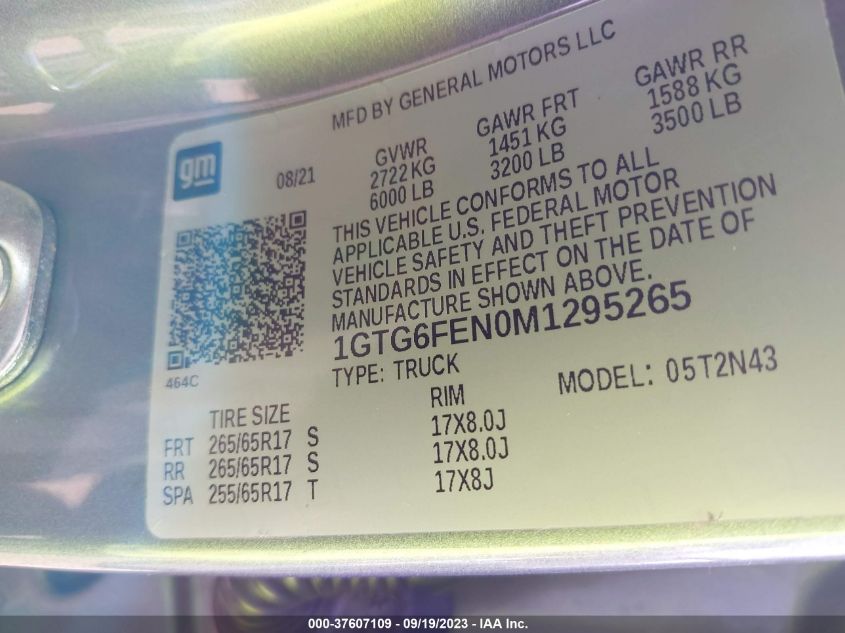 MFD BY GENERAL MOTORS LLC
gm
08/21
GVWR
2722 KG
6000 LB
GAWR FRT
1451 KG
3200 LB
GAWR RR
1588 KG
3500 LB
THIS VEHICLE CONFORMS TO ALL
APPLICABLE U.S. FEDERAL MOTOR
VEHICLE SAFETY AND THEFT PREVENTION
STANDARDS IN EFFECT ON THE DATE OF
MANUFACTURE SHOWN ABOVE.
1GTG6FEN0M1295265
TYPE: TRUCK
MODEL: 05T2N43
464C
TIRE SIZE RIM
FRT 265/65R17 S 17X8.0J
RR 265/65R17 S 17X8.0J
SPA 255/65R17 T 17X8J
000-37607109 - 09/19/2023 - IAA Inc.